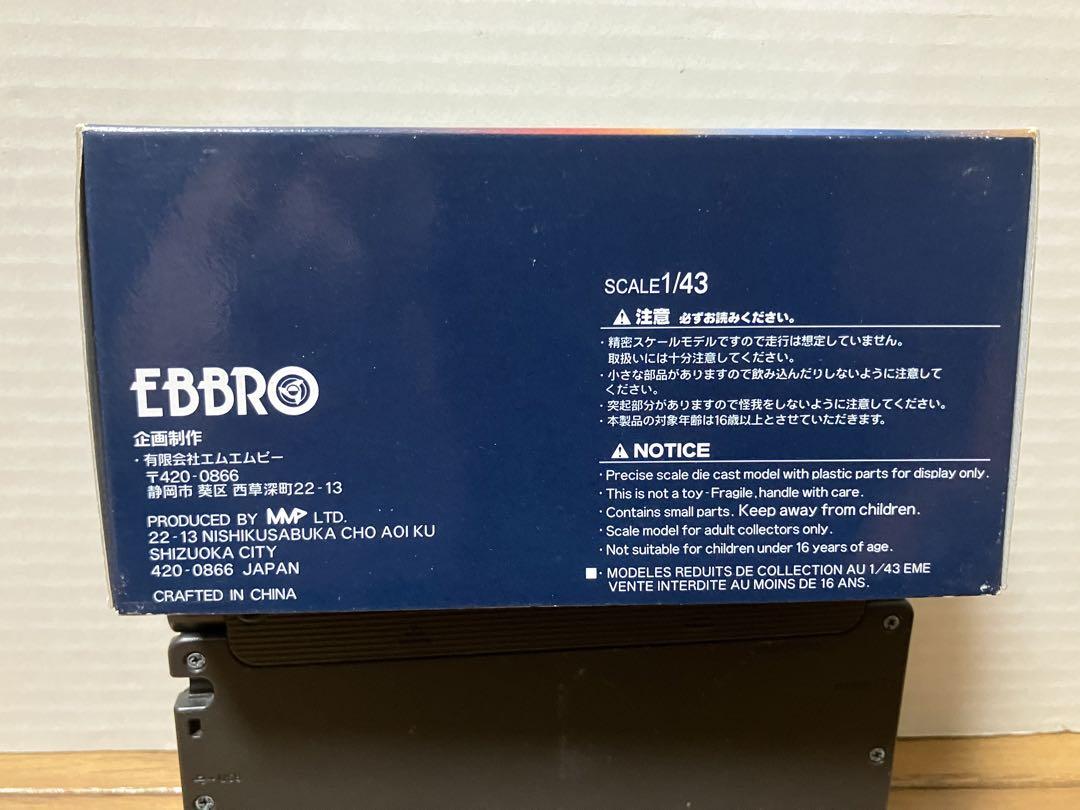 EBBRO
企画制作
・有限会社エムエムピー
〒420-0866
静岡市 葵区 西草深町22-13
PRODUCED BY MMP LTD.
22-13 NISHIKUSABUKA CHO AOI KU
SHIZUOKA CITY
420-0866 JAPAN
CRAFTED IN CHINA
SCALE1/43
注意 必ずお読みください。
・精密スケールモデルですので走行は想定していません。
取扱いには十分注意してください。
・小さな部品がありますので飲み込んだりしないように注意して
ください。
・突起部分がありますので怪我をしないように注意してください。
・本製品の対象年齢は16歳以上とさせていただきます。
NOTICE
・Precise scale die cast model with plastic parts for display only.
・This is not a toy-Fragile,handle with care.
・Contains small parts. Keep away from children.
・Scale model for adult collectors only.
・Not suitable for children under 16 years of age.
■・MODELES REDUITS DE COLLECTION AU 1/43 EME
VENTE INTERDITE AU MOINS DE 16 ANS.